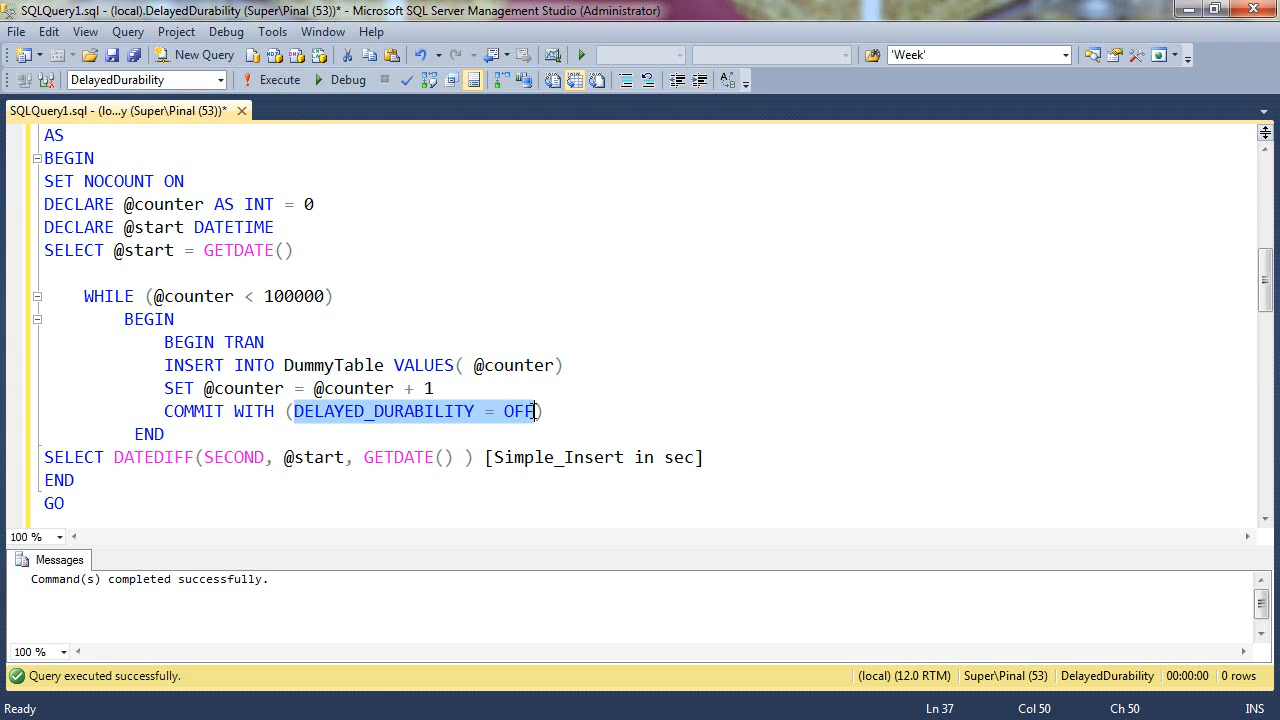 SQLQuery1.sql - (local).DelayedDurability (Super\Pinal (53))* - Microsoft SQL Server Management Studio (Administrator)
File Edit View Query Project Debug Tools Window Help
New Query 'Week'
DelayedDurability Execute Debug
SQLQuery1.sql - (lo...y (Super\Pinal (53))*
AS
BEGIN
SET NOCOUNT ON
DECLARE @counter AS INT = 0
DECLARE @start DATETIME
SELECT @start = GETDATE()
WHILE (@counter < 100000)
BEGIN
BEGIN TRAN
INSERT INTO DummyTable VALUES( @counter)
SET @counter = @counter + 1
COMMIT WITH (DELAYED_DURABILITY = OFF)
END
SELECT DATEDIFF(SECOND, @start, GETDATE() ) [Simple_Insert in sec]
END
GO
100 %
Messages
Command(s) completed successfully.
100 %
Query executed successfully. (local) (12.0 RTM) Super\Pinal (53) DelayedDurability 00:00:00 0 rows
Ready Ln 37 Col 50 Ch 50 INS